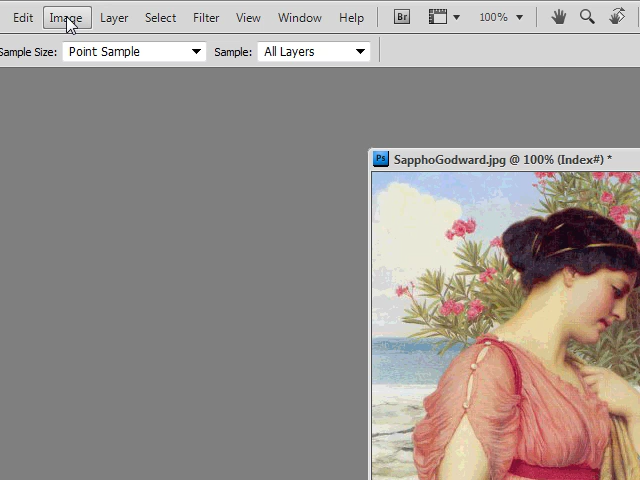 Edit Image Layer Select Filter View Window Help Br 100%
Sample Size: Point Sample Sample: All Layers
Ps SapphoGodward.jpg @ 100% (Index#) *